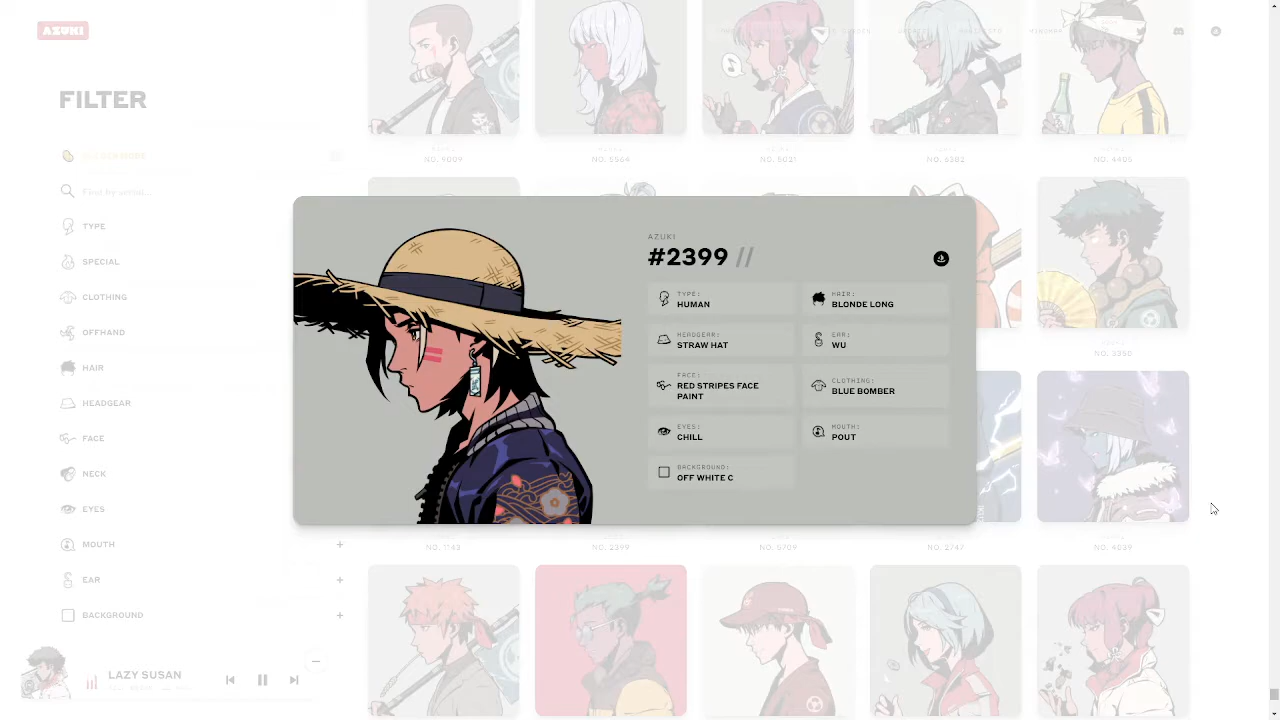 AZUKI
FILTER
TYPE
SPECIAL
CLOTHING
OFFHAND
HAIR
HEADGEAR
FACE
NECK
EYES
MOUTH
+
EAR
+
BACKGROUND
+
LAZY SUSAN
NO. 9009
NO. 5564
NO. 5021
NO. 6382
NO. 4405
NO. 3350
AZUKI
#2399 //
TYPE:
HUMAN
HAIR:
BLONDE LONG
HEADGEAR:
STRAW HAT
EAR:
WU
FACE:
RED STRIPES FACE
PAINT
CLOTHING:
BLUE BOMBER
EYES:
CHILL
MOUTH:
POUT
BACKGROUND:
OFF WHITE C
NO. 1143
NO. 2399
NO. 5709
NO. 2747
NO. 4039